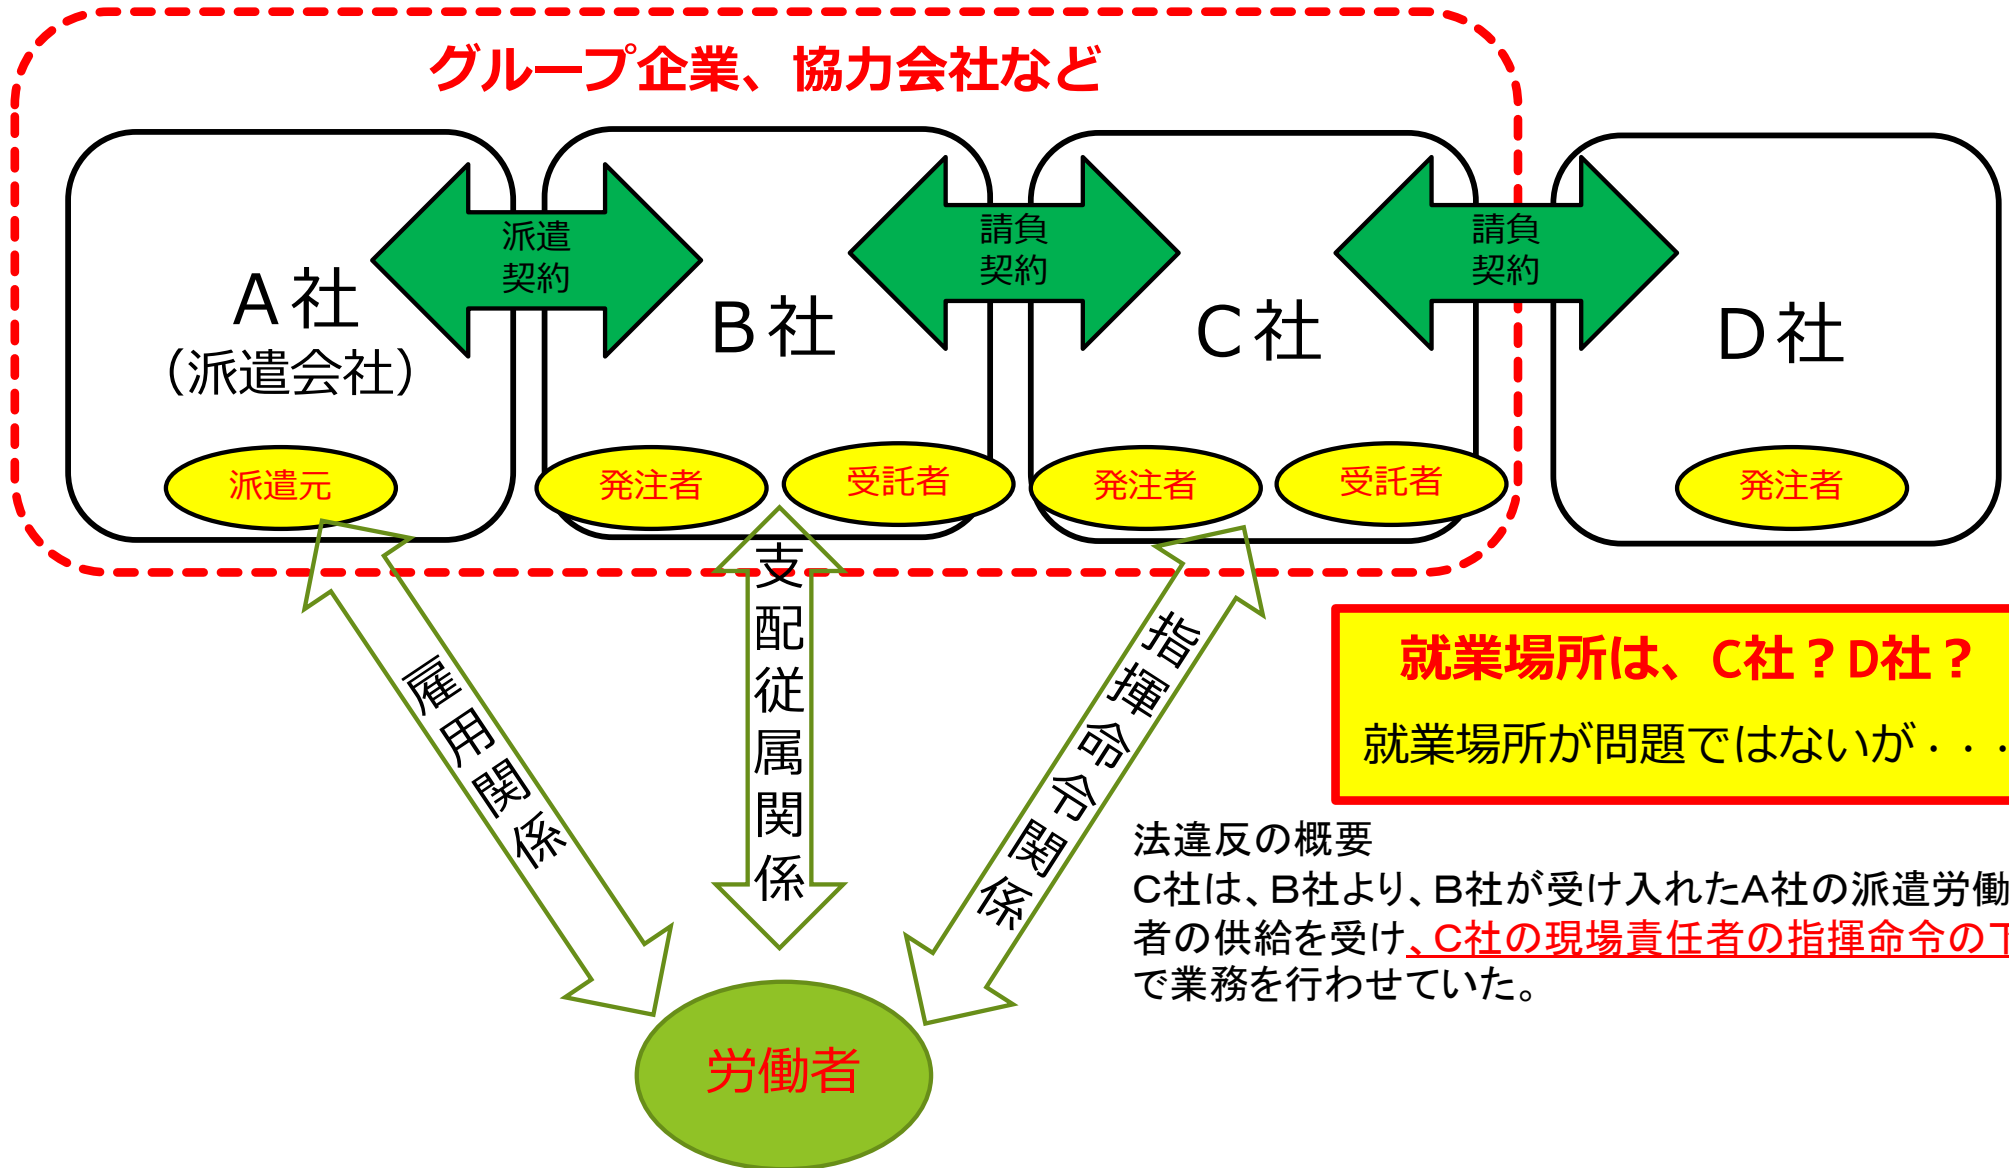 グループ企業、協力会社など
派遣
契約
請負
契約
請負
契約
A社
（派遣会社）
B社
C社
D社
派遣元
発注者
受託者
発注者
受託者
発注者
雇用関係
支配従属関係
指揮命令関係
就業場所は、C社？D社？
就業場所が問題ではないが・・・
法違反の概要
C社は、B社より、B社が受け入れたA社の派遣労働
者の供給を受け、C社の現場責任者の指揮命令の下
で業務を行わせていた。
労働者